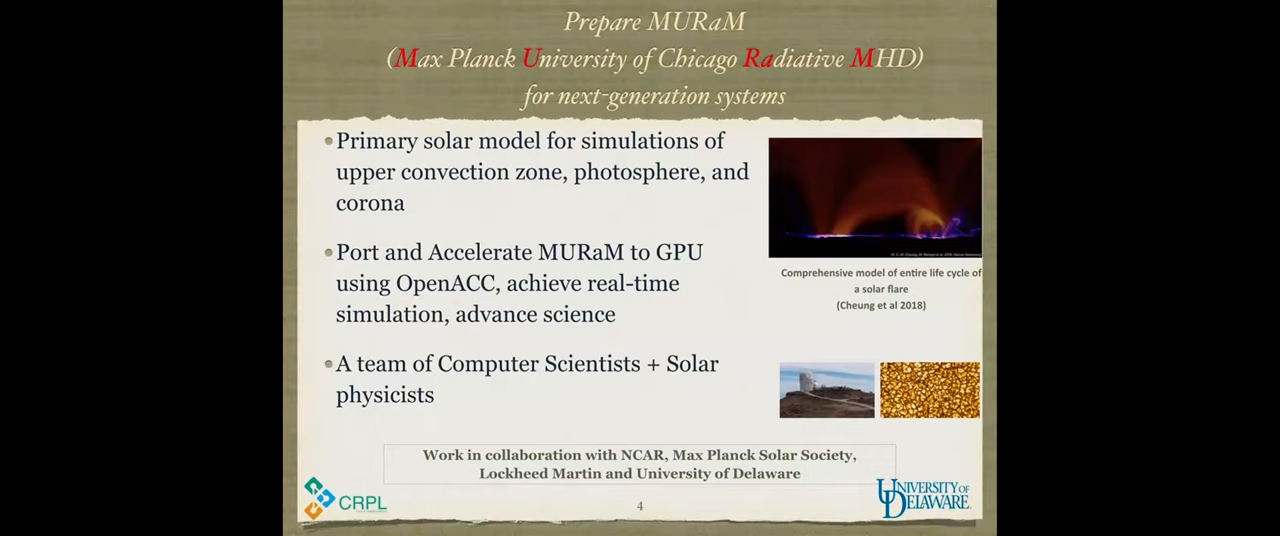 Prepare MURaM
(Max Planck University of Chicago Radiative MHD)
for next-generation systems
Primary solar model for simulations of
upper convection zone, photosphere, and
corona
Port and Accelerate MURaM to GPU
using OpenACC, achieve real-time
simulation, advance science
A team of Computer Scientists + Solar
physicists
Comprehensive model of entire life cycle of
a solar flare
(Cheung et al 2018)
Work in collaboration with NCAR, Max Planck Solar Society,
Lockheed Martin and University of Delaware
CRPL
4
UNIVERSITY OF
DELAWARE